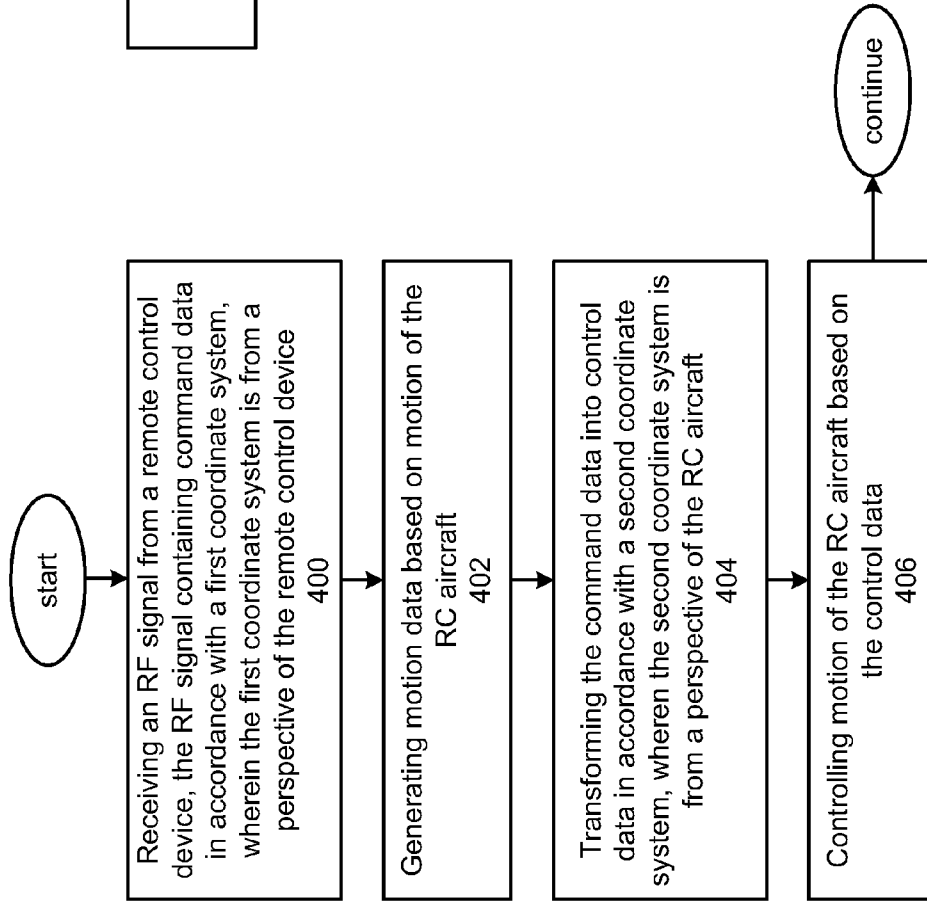 start
Receiving an RF signal from a remote control
device, the RF signal containing command data
in accordance with a first coordinate system,
wherein the first coordinate system is from a
perspective of the remote control device
400
Generating motion data based on motion of the
RC aircraft
402
Transforming the command data into control
data in accordance with a second coordinate
system, wheren the second coordinate system is
from a perspective of the RC aircraft
404
Controlling motion of the RC aircraft based on
the control data
406
continue